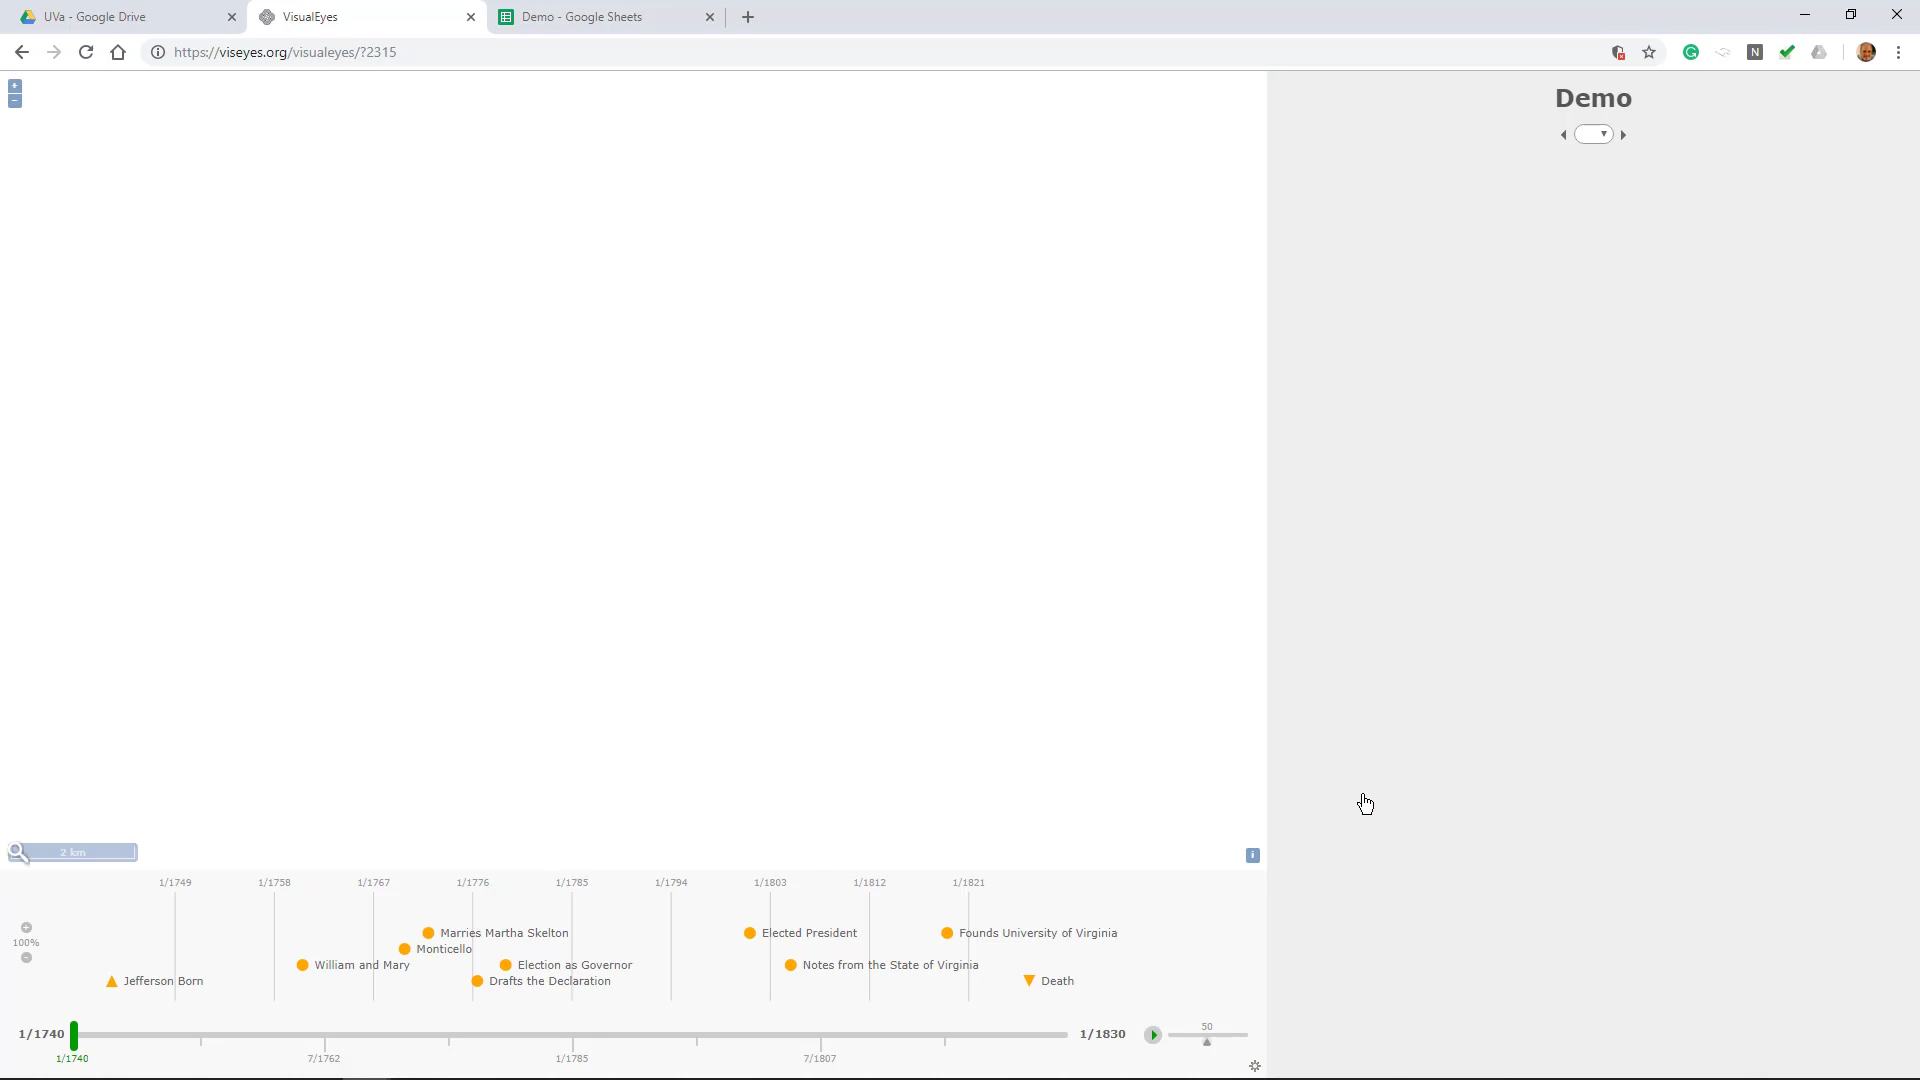 UVa - Google Drive
VisualEyes
Demo - Google Sheets
https://viseyes.org/visualeyes/?2315
Demo
2 km
1/1749 1/1758 1/1767 1/1776 1/1785 1/1794 1/1803 1/1812 1/1821
100%
Marries Martha Skelton
Elected President
Founds University of Virginia
Monticello
William and Mary
Election as Governor
Notes from the State of Virginia
Jefferson Born
Drafts the Declaration
Death
1/1740
1/1830
50
1/1740 7/1762 1/1785 7/1807